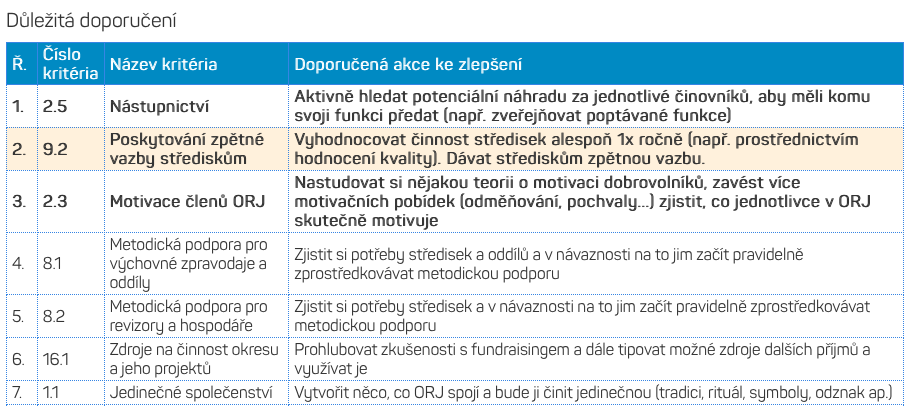 Důležitá doporučení
Ř. Číslo kritéria Název kritéria Doporučená akce ke zlepšení
1. 2.5 Nástupnictví Aktivně hledat potenciální náhradu za jednotlivé činovníků, aby měli komu
svoji funkci předat (např. zveřejňovat poptávané funkce)
2. 9.2 Poskytování zpětné Vyhodnocovat činnost středisek alespoň 1x ročně (např. prostřednictvím
vazby střediskům hodnocení kvality). Dávat střediskům zpětnou vazbu.
3. 2.3 Motivace členů ORJ Nastudovat si nějakou teorii o motivaci dobrovolníků, zavést více
motivačních pobídek (odměňování, pochvaly...) zjistit, co jednotlivce v ORJ
skutečně motivuje
4. 8.1 Metodická podpora pro
výchovné zpravodaje a
oddíly
Zjistit si potřeby středisek a oddílů a v návaznosti na to jim začít pravidelně
zprostředkovávat metodickou podporu
5. 8.2 Metodická podpora pro Zjistit si potřeby středisek a v návaznosti na to jim začít pravidelně zprostředkovávat
revizory a hospodáře metodickou podporu
6. 16.1 Zdroje na činnost okresu Prohlubovat zkušenosti s fundraisingem a dále tipovat možné zdroje dalších příjmů a
a jeho projektů využívat je
7. 1.1 Jedinečné společenství Vytvořit něco, co ORJ spojí a bude ji činit jedinečnou (tradici, rituál, symboly, odznak ap.)